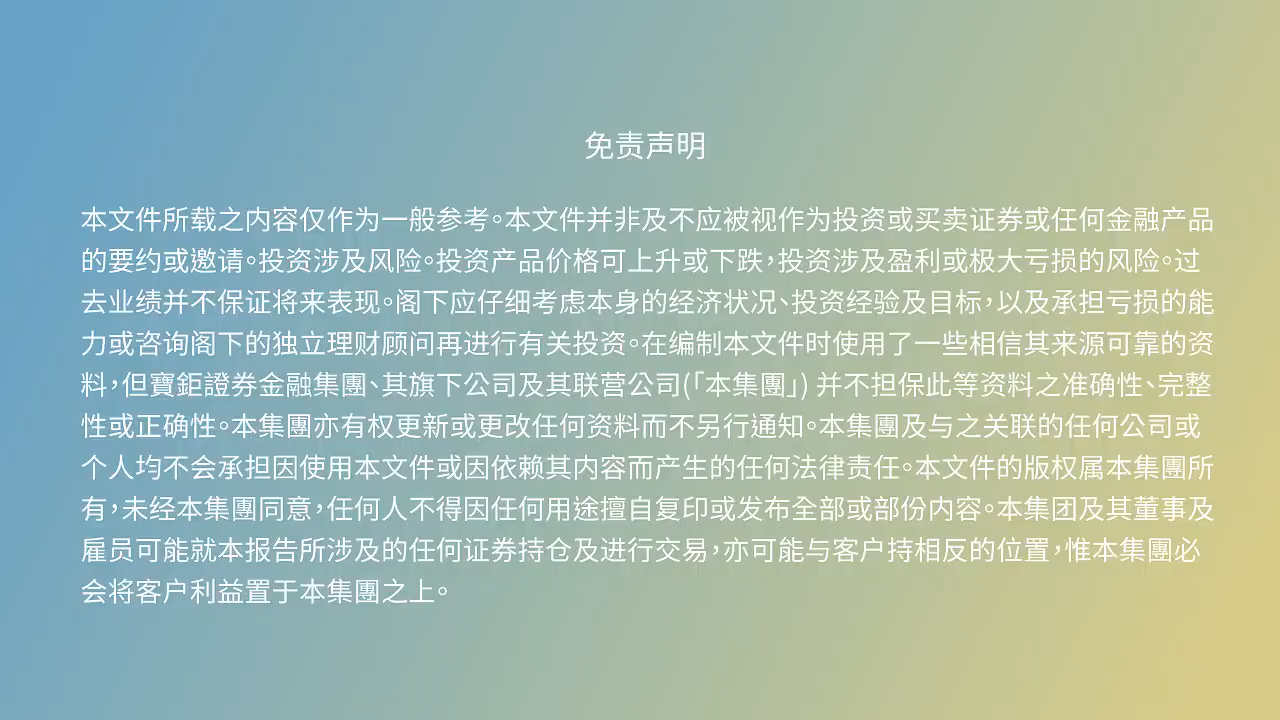 免责声明
本文件所载之内容仅作为一般参考。本文件并非及不应被视作为投资或买卖证券或任何金融产品
的要约或邀请。投资涉及风险。投资产品价格可上升或下跌，投资涉及盈利或极大亏损的风险。过
去业绩并不保证将来表现。阁下应仔细考虑本身的经济状况、投资经验及目标，以及承担亏损的能
力或咨询阁下的独立理财顾问再进行有关投资。在编制本文件时使用了一些相信其来源可靠的资
料，但寶鉅證券金融集團、其旗下公司及其联营公司(「本集團」) 并不担保此等资料之准确性、完整
性或正确性。本集團亦有权更新或更改任何资料而不另行通知。本集團及与之关联的任何公司或
个人均不会承担因使用本文件或因依赖其内容而产生的任何法律责任。本文件的版权属本集團所
有，未经本集團同意，任何人不得因任何用途擅自复印或发布全部或部份内容。本集团及其董事及
雇员可能就本报告所涉及的任何证券持仓及进行交易，亦可能与客户持相反的位置，惟本集團必
会将客户利益置于本集團之上。